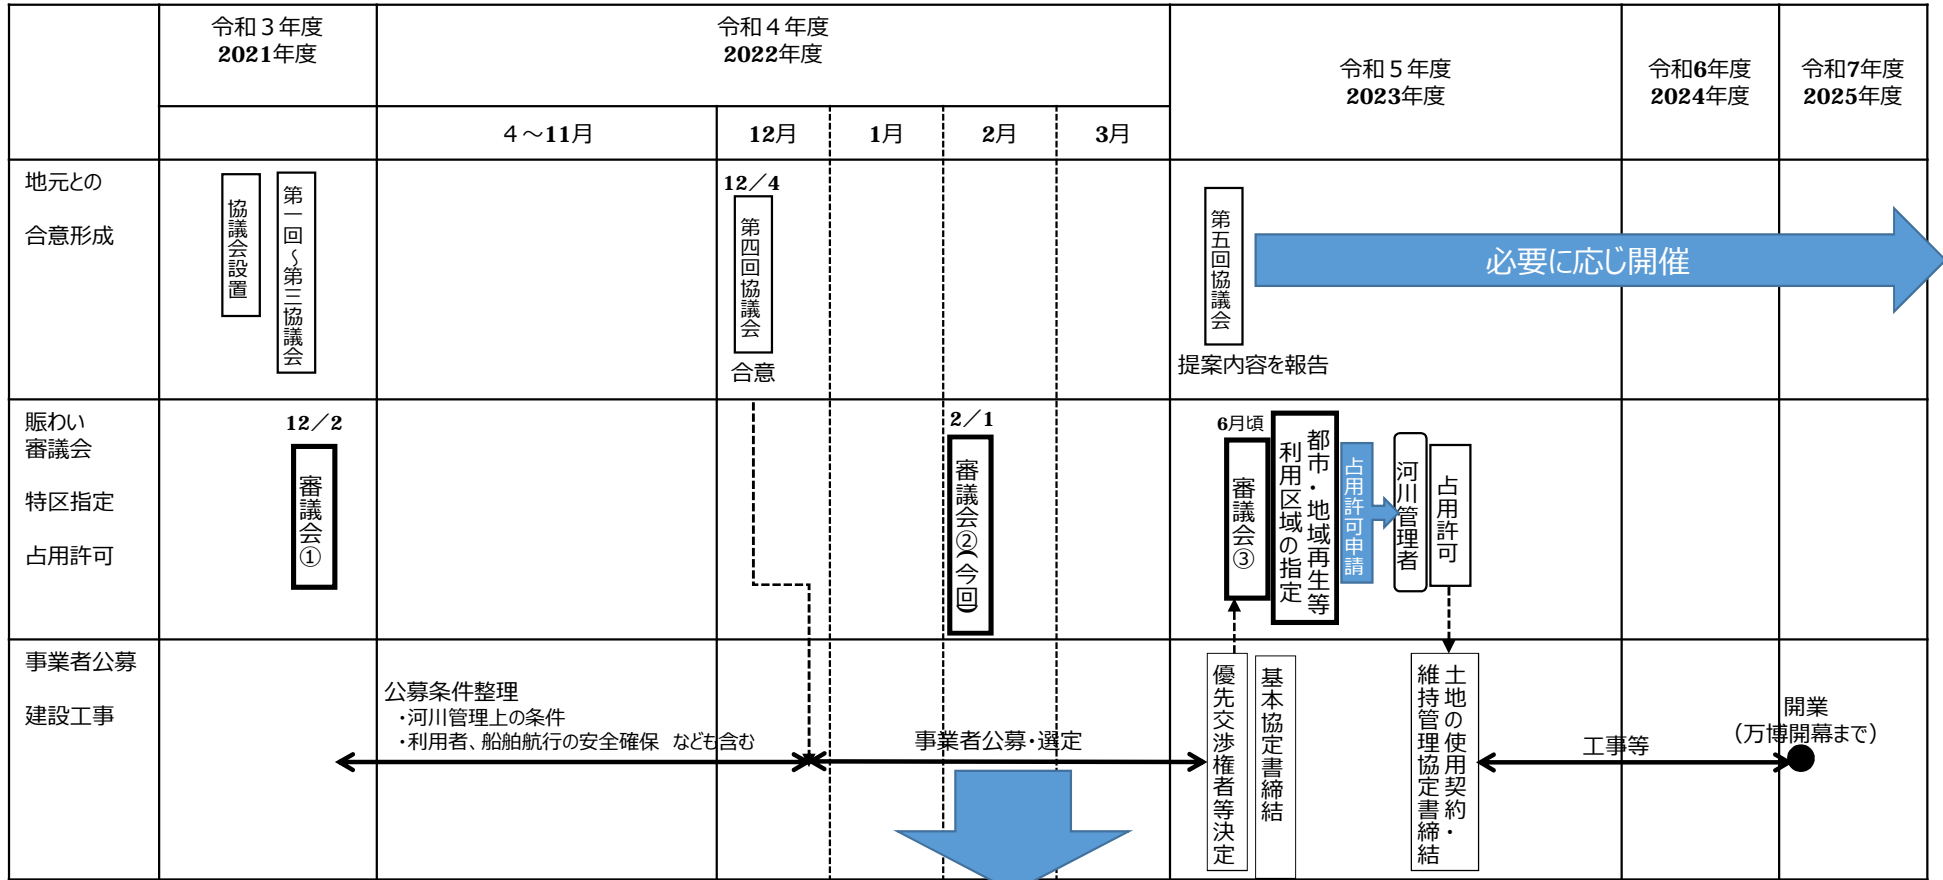 令和３年度
2021年度
令和４年度
2022年度
令和５年度
2023年度
令和6年度
2024年度
令和7年度
2025年度
４～11月
12月
1月
2月
3月
地元との
合意形成
協議会設置
第一回～第三協議会
12／4
第四回協議会
合意
第五回協議会
提案内容を報告
必要に応じ開催
賑わい
審議会
特区指定
占用許可
12／2
審議会①
2／1
審議会②（今回）
6月頃
審議会③
都市・地域再生等
利用区域の指定
占用許可申請
河川管理者
占用許可
事業者公募
建設工事
公募条件整理
・河川管理上の条件
・利用者、船舶航行の安全確保 なども含む
事業者公募・選定
優先交渉権者等決定
基本協定書締結
土地の使用契約・
維持管理協定書締結
工事等
開業
（万博開幕まで）